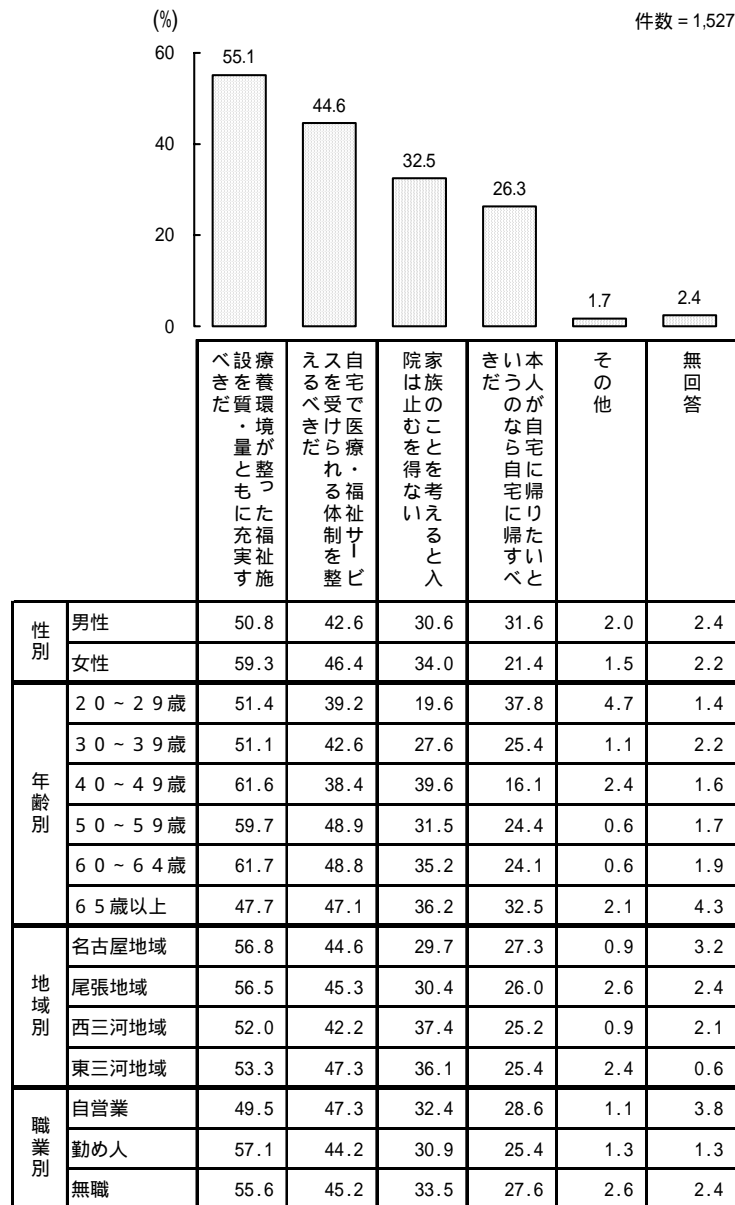 (%)
件数 = 1,527
60
40
20
0
55.1
44.6
32.5
26.3
1.7
2.4
療養環境が整った福祉施
設を質・量ともに充実す
べきだ
自宅で医療・福祉サービ
スを受けられる体制を整
えるべきだ
家族のことを考えると入
院は止むを得ない
本人が自宅に帰りたいと
いうのなら自宅に帰すべ
きだ
その他
無回答
性別
男性 50.8 42.6 30.6 31.6 2.0 2.4
女性 59.3 46.4 34.0 21.4 1.5 2.2
年齢別
20~29歳 51.4 39.2 19.6 37.8 4.7 1.4
30~39歳 51.1 42.6 27.6 25.4 1.1 2.2
40~49歳 61.6 38.4 39.6 16.1 2.4 1.6
50~59歳 59.7 48.9 31.5 24.4 0.6 1.7
60~64歳 61.7 48.8 35.2 24.1 0.6 1.9
65歳以上 47.7 47.1 36.2 32.5 2.1 4.3
地域別
名古屋地域 56.8 44.6 29.7 27.3 0.9 3.2
尾張地域 56.5 45.3 30.4 26.0 2.6 2.4
西三河地域 52.0 42.2 37.4 25.2 0.9 2.1
東三河地域 53.3 47.3 36.1 25.4 2.4 0.6
職業別
自営業 49.5 47.3 32.4 28.6 1.1 3.8
勤め人 57.1 44.2 30.9 25.4 1.3 1.3
無職 55.6 45.2 33.5 27.6 2.6 2.4